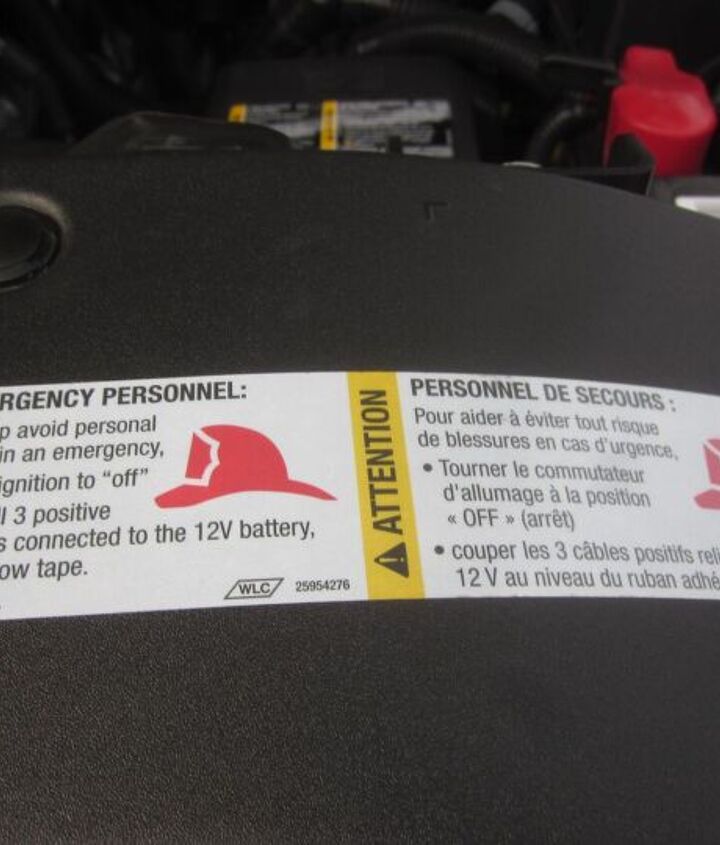 RGENCY PERSONNEL:
p avoid personal
in an emergency,
ignition to "off"
l 3 positive
s connected to the 12V battery,
ow tape.
WLC 25954276
ATTENTION
PERSONNEL DE SECOURS :
Pour aider à éviter tout risque
de blessures en cas d'urgence,
• Tourner le commutateur
d'allumage à la position
« OFF » (arrêt)
• couper les 3 câbles positifs reli
12 V au niveau du ruban adhé